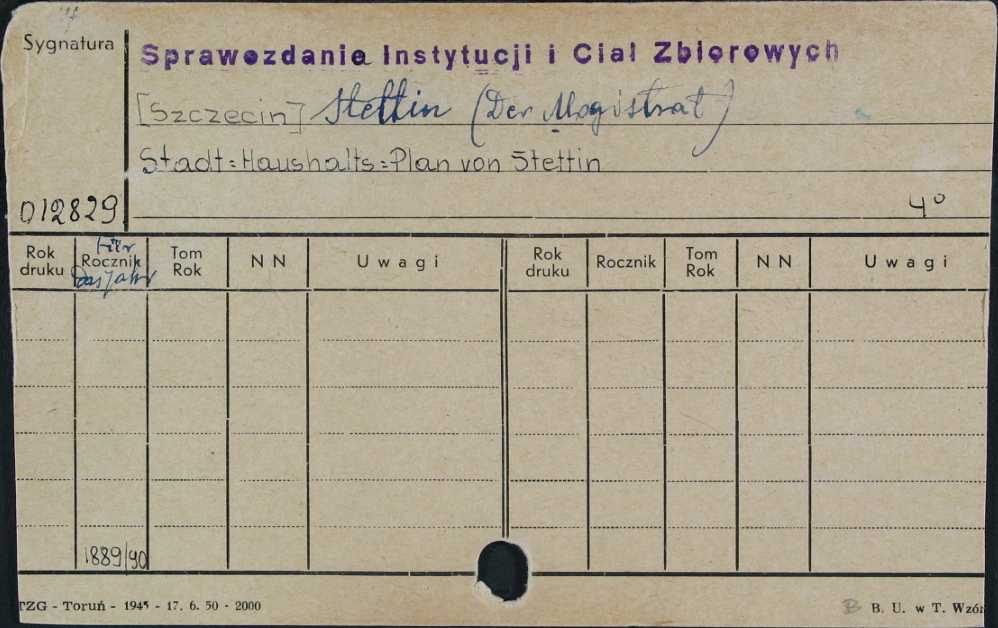 Sygnatura
Sprawozdania Instytucji i Ciał Zbiorowych
[Szczecin] Stettin (Der Magistrat)
Stadt=Haushalts=Plan von Stettin
012829
4°
Rok druku
Für
Rocznik
Das Jahr
Tom Rok
N N
Uwagi
Rok druku
Rocznik
Tom Rok
N N
Uwagi
1889/90
TZG - Toruń - 1945 - 17. 6. 50 - 2000
B. U. w T. Wzór